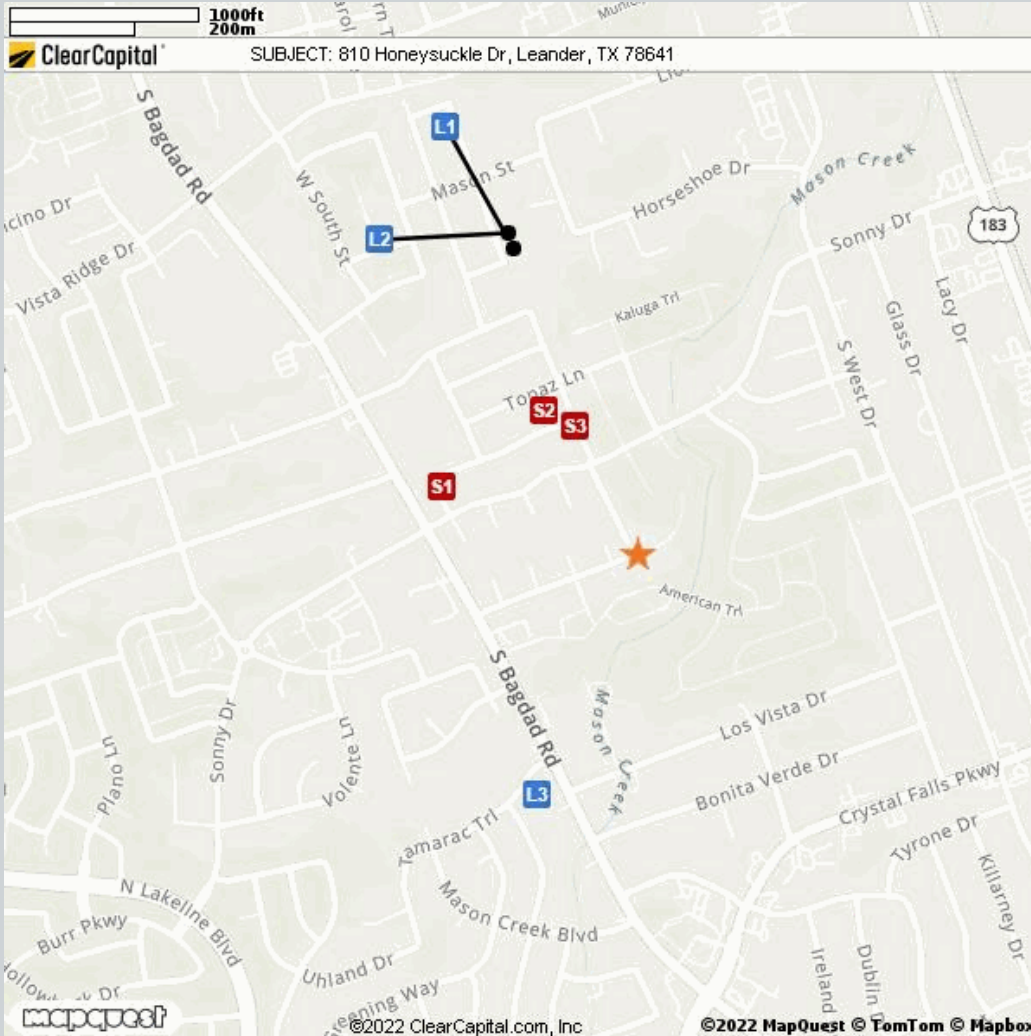 1000ft
200m
ClearCapital
SUBJECT: 810 Honeysuckle Dr, Leander, TX 78641
S Bagdad Rd
L1
Mason St
W South St
Horseshoe Dr
Mason Creek
L2
Sonny Dr
183
Vista Ridge Dr
Kaluga Trl
Lacy Dr
Glass Dr
S West Dr
Topaz Ln
S2
S3
S1
American Trl
S Bagdad Rd
Mason Creek
Los Vista Dr
Sonny Dr
Volente Ln
Plano Ln
L3
Bonita Verde Dr
Crystal Falls Pkwy
Tamarac Trl
Tyrone Dr
Killarney Dr
N Lakeline Blvd
Mason Creek Blvd
Burr Pkwy
Uhland Dr
Ireland
Dublin D
eening Way
mapquest
©2022 ClearCapital.com, Inc
©2022 MapQuest © TomTom © Mapbo